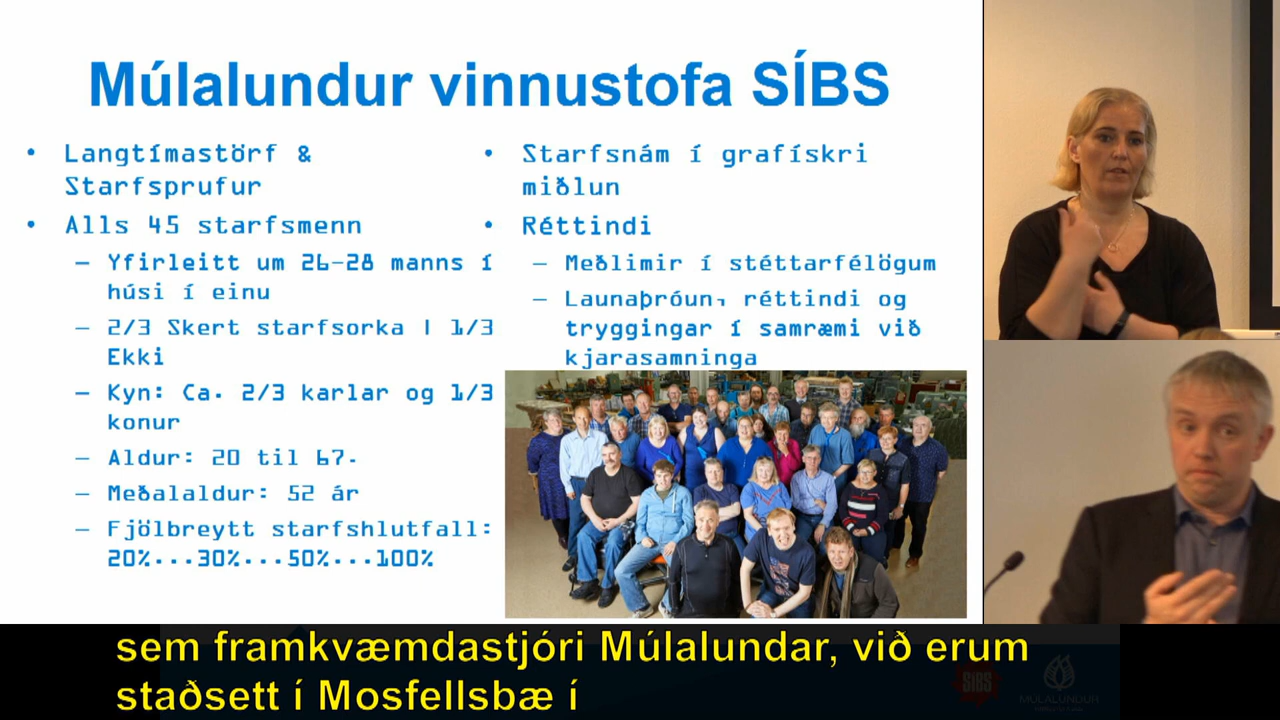 Múlalundur vinnustofa SÍBS
• Langtímastörf &
Starfsprufur
• Alls 45 starfsmenn
– Yfirleitt um 26-28 manns í
húsi í einu
– 2/3 Skert starfsorka | 1/3
Ekki
– Kyn: Ca. 2/3 karlar og 1/3
konur
– Aldur: 20 til 67.
– Meðalaldur: 52 ár
– Fjölbreytt starfshlutfall:
20%...30%...50%...100%
• Starfsnám í grafískri
miðlun
• Réttindi
– Meðlimir í stéttarfélögum
– Launaþróun, réttindi og
tryggingar í samræmi við
kjarasamninga
sem framkvæmdastjóri Múlalundar, við erum
staðsett í Mosfellsbæ í
SÍBS
MÚLALUNDUR